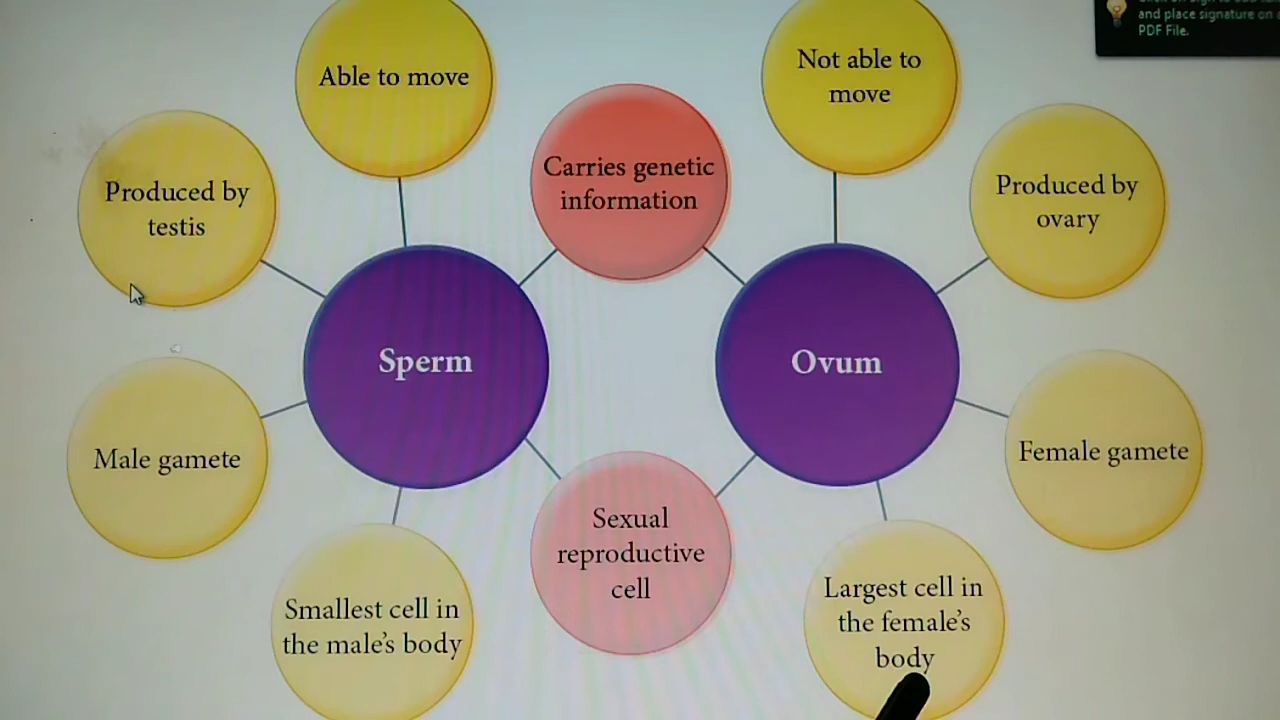 and place signature on
PDF File.
Able to move
Not able to
move
Carries genetic
information
Produced by
testis
Produced by
ovary
Sperm
Ovum
Male gamete
Female gamete
Sexual
reproductive
cell
Smallest cell in
the male's body
Largest cell in
the female's
body